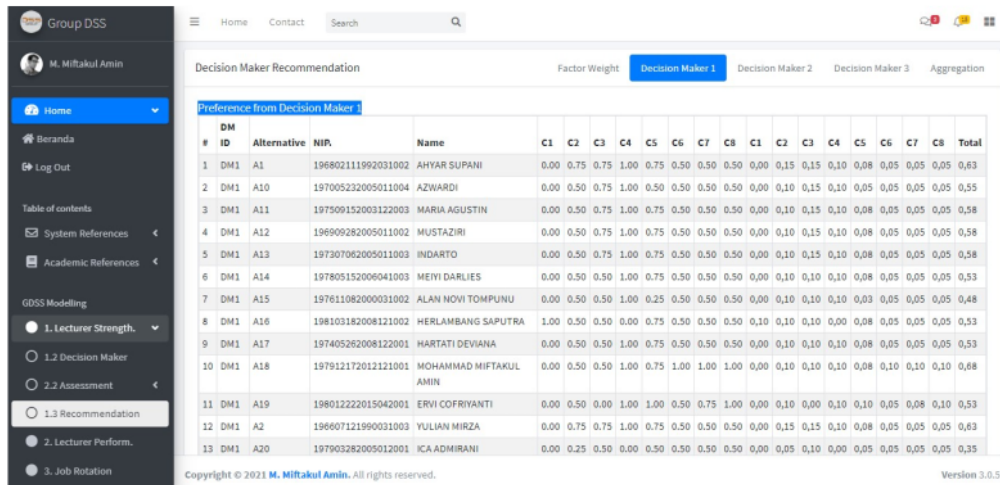 Group DSS
Home Contact Search
3 15
M. Miftakul Amin
Home
Beranda
Log Out
Table of contents
System References
Academic References
GDSS Modelling
1. Lecturer Strength.
1.2 Decision Maker
2.2 Assessment
1.3 Recommendation
2. Lecturer Perform.
3. Job Rotation
Decision Maker Recommendation Factor Weight Decision Maker 1 Decision Maker 2 Decision Maker 3 Aggregation
Preference from Decision Maker 1
# DM ID Alternative NIP. Name C1 C2 C3 C4 C5 C6 C7 C8 C1 C2 C3 C4 C5 C6 C7 C8 Total
1 DM1 A1 196802111992031002 AHYAR SUPANI 0.00 0.75 0.75 1.00 0.75 0.50 0.50 0.50 0,00 0,15 0,15 0,10 0,08 0,05 0,05 0,05 0,63
2 DM1 A10 197005232005011004 AZWARDI 0.00 0.50 0.75 1.00 0.50 0.50 0.50 0.50 0,00 0,10 0,15 0,10 0,05 0,05 0,05 0,05 0,55
3 DM1 A11 197509152003122003 MARIA AGUSTIN 0.00 0.50 0.75 1.00 0.75 0.50 0.50 0.50 0,00 0,10 0,15 0,10 0,08 0,05 0,05 0,05 0,58
4 DM1 A12 196909282005011002 MUSTAZIRI 0.00 0.50 0.75 1.00 0.75 0.50 0.50 0.50 0,00 0,10 0,15 0,10 0,08 0,05 0,05 0,05 0,58
5 DM1 A13 197307062005011003 INDARTO 0.00 0.50 0.75 1.00 0.75 0.50 0.50 0.50 0,00 0,10 0,15 0,10 0,08 0,05 0,05 0,05 0,58
6 DM1 A14 197805152006041003 MEIYI DARLIES 0.00 0.50 0.50 1.00 0.75 0.50 0.50 0.50 0,00 0,10 0,10 0,10 0,08 0,05 0,05 0,05 0,53
7 DM1 A15 197611082000031002 ALAN NOVI TOMPUNU 0.00 0.50 0.50 1.00 0.25 0.50 0.50 0.50 0,00 0,10 0,10 0,10 0,03 0,05 0,05 0,05 0,48
8 DM1 A16 198103182008121002 HERLAMBANG SAPUTRA 1.00 0.50 0.50 0.00 0.75 0.50 0.50 0.50 0,10 0,10 0,10 0,00 0,08 0,05 0,05 0,05 0,53
9 DM1 A17 197405262008122001 HARTATI DEVIANA 0.00 0.50 0.50 1.00 0.75 0.50 0.50 0.50 0,00 0,10 0,10 0,10 0,08 0,05 0,05 0,05 0,53
10 DM1 A18 197912172012121001 MOHAMMAD MIFTAKUL AMIN 0.00 0.50 0.50 1.00 0.75 1.00 1.00 1.00 0,00 0,10 0,10 0,10 0,08 0,10 0,10 0,10 0,68
11 DM1 A19 198012222015042001 ERVI COFRIYANTI 0.00 0.50 0.00 1.00 1.00 0.50 0.75 1.00 0,00 0,10 0,00 0,10 0,10 0,05 0,08 0,10 0,53
12 DM1 A2 196607121990031003 YULIAN MIRZA 0.00 0.75 0.75 1.00 0.75 0.50 0.50 0.50 0,00 0,15 0,15 0,10 0,08 0,05 0,05 0,05 0,63
13 DM1 A20 197903282005012001 ICA ADMIRANI 0.00 0.25 0.50 0.00 0.50 0.50 0.50 0.50 0,00 0,05 0,10 0,00 0,05 0,05 0,05 0,05 0,35
Copyright © 2021 M. Miftakul Amin. All rights reserved. Version 3.0.5